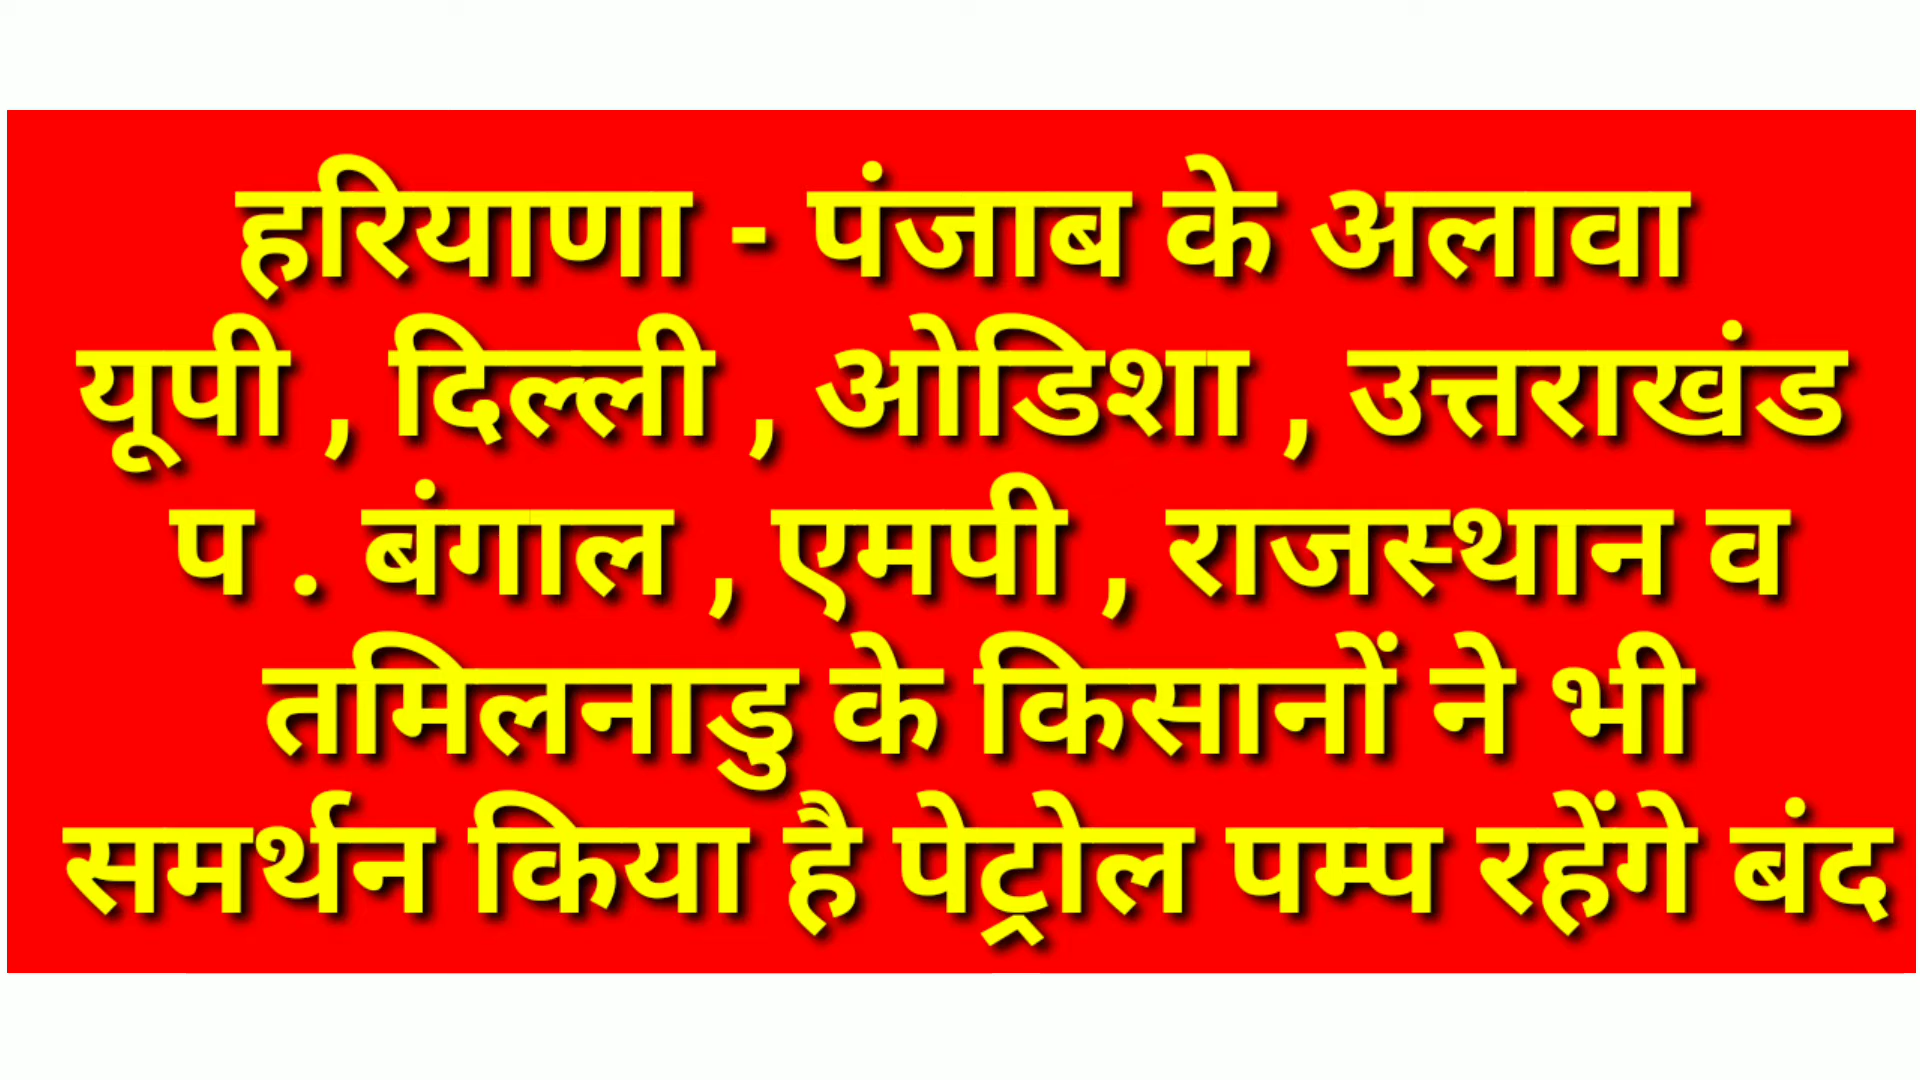 हरियाणा - पंजाब के अलावा
यूपी , दिल्ली , ओडिशा , उत्तराखंड
प . बंगाल , एमपी , राजस्थान व
तमिलनाडु के किसानों ने भी
समर्थन किया है पेट्रोल पम्प रहेंगे बंद